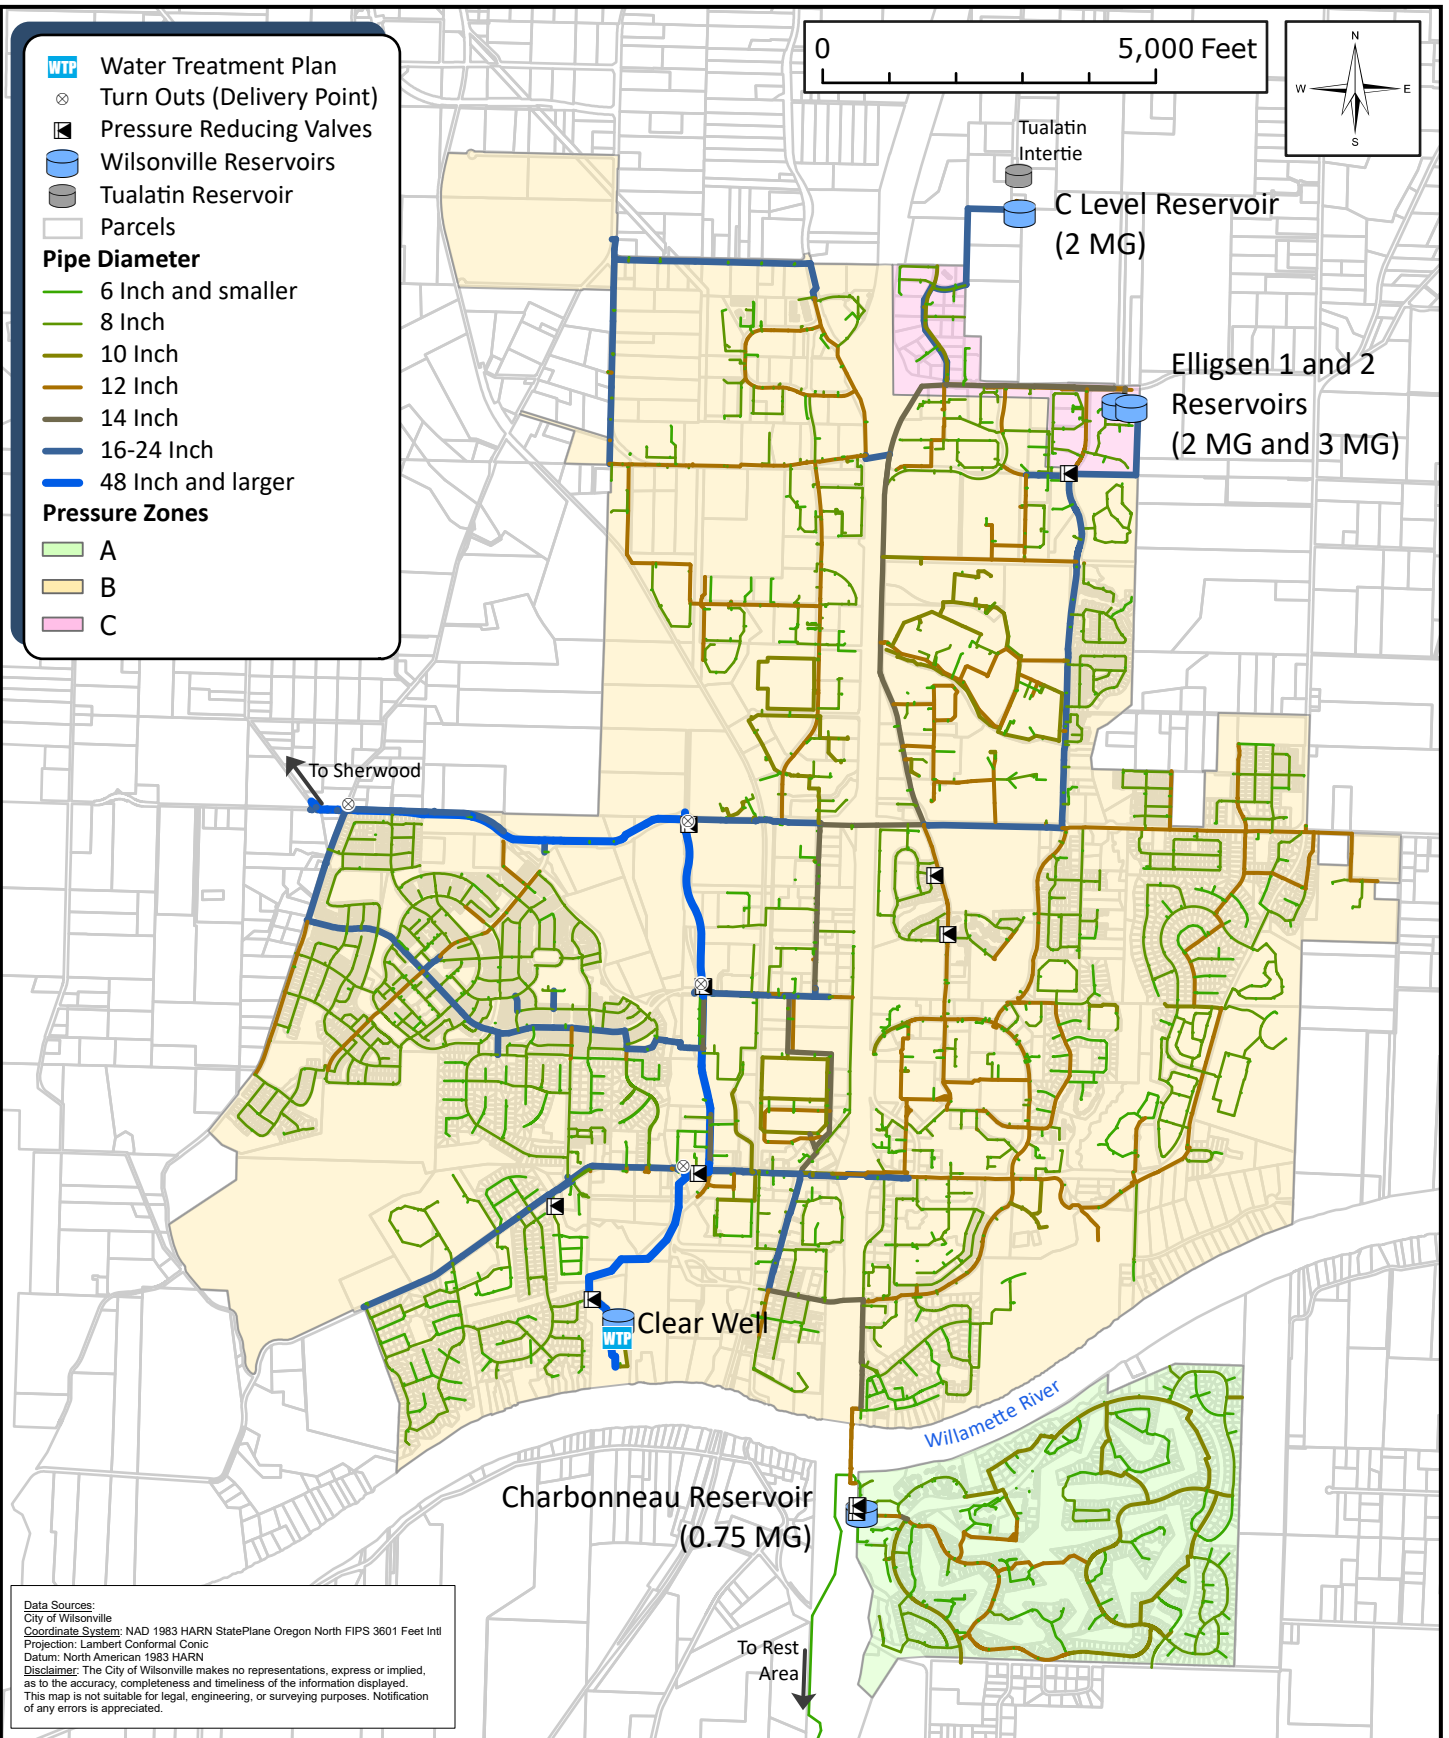 WTP Water Treatment Plan
Turn Outs (Delivery Point)
Pressure Reducing Valves
Wilsonville Reservoirs
Tualatin Reservoir
Parcels
Pipe Diameter
6 Inch and smaller
8 Inch
10 Inch
12 Inch
14 Inch
16-24 Inch
48 Inch and larger
Pressure Zones
A
B
C
0 5,000 Feet
N
W E
S
Tualatin
Intertie
C Level Reservoir
(2 MG)
Elligsen 1 and 2
Reservoirs
(2 MG and 3 MG)
To Sherwood
Clear Well
WTP
Willamette River
Charbonneau Reservoir
(0.75 MG)
To Rest
Area
Data Sources:
City of Wilsonville
Coordinate System: NAD 1983 HARN StatePlane Oregon North FIPS 3601 Feet Intl
Projection: Lambert Conformal Conic
Datum: North American 1983 HARN
Disclaimer: The City of Wilsonville makes no representations, express or implied,
as to the accuracy, completeness and timeliness of the information displayed.
This map is not suitable for legal, engineering, or surveying purposes. Notification
of any errors is appreciated.